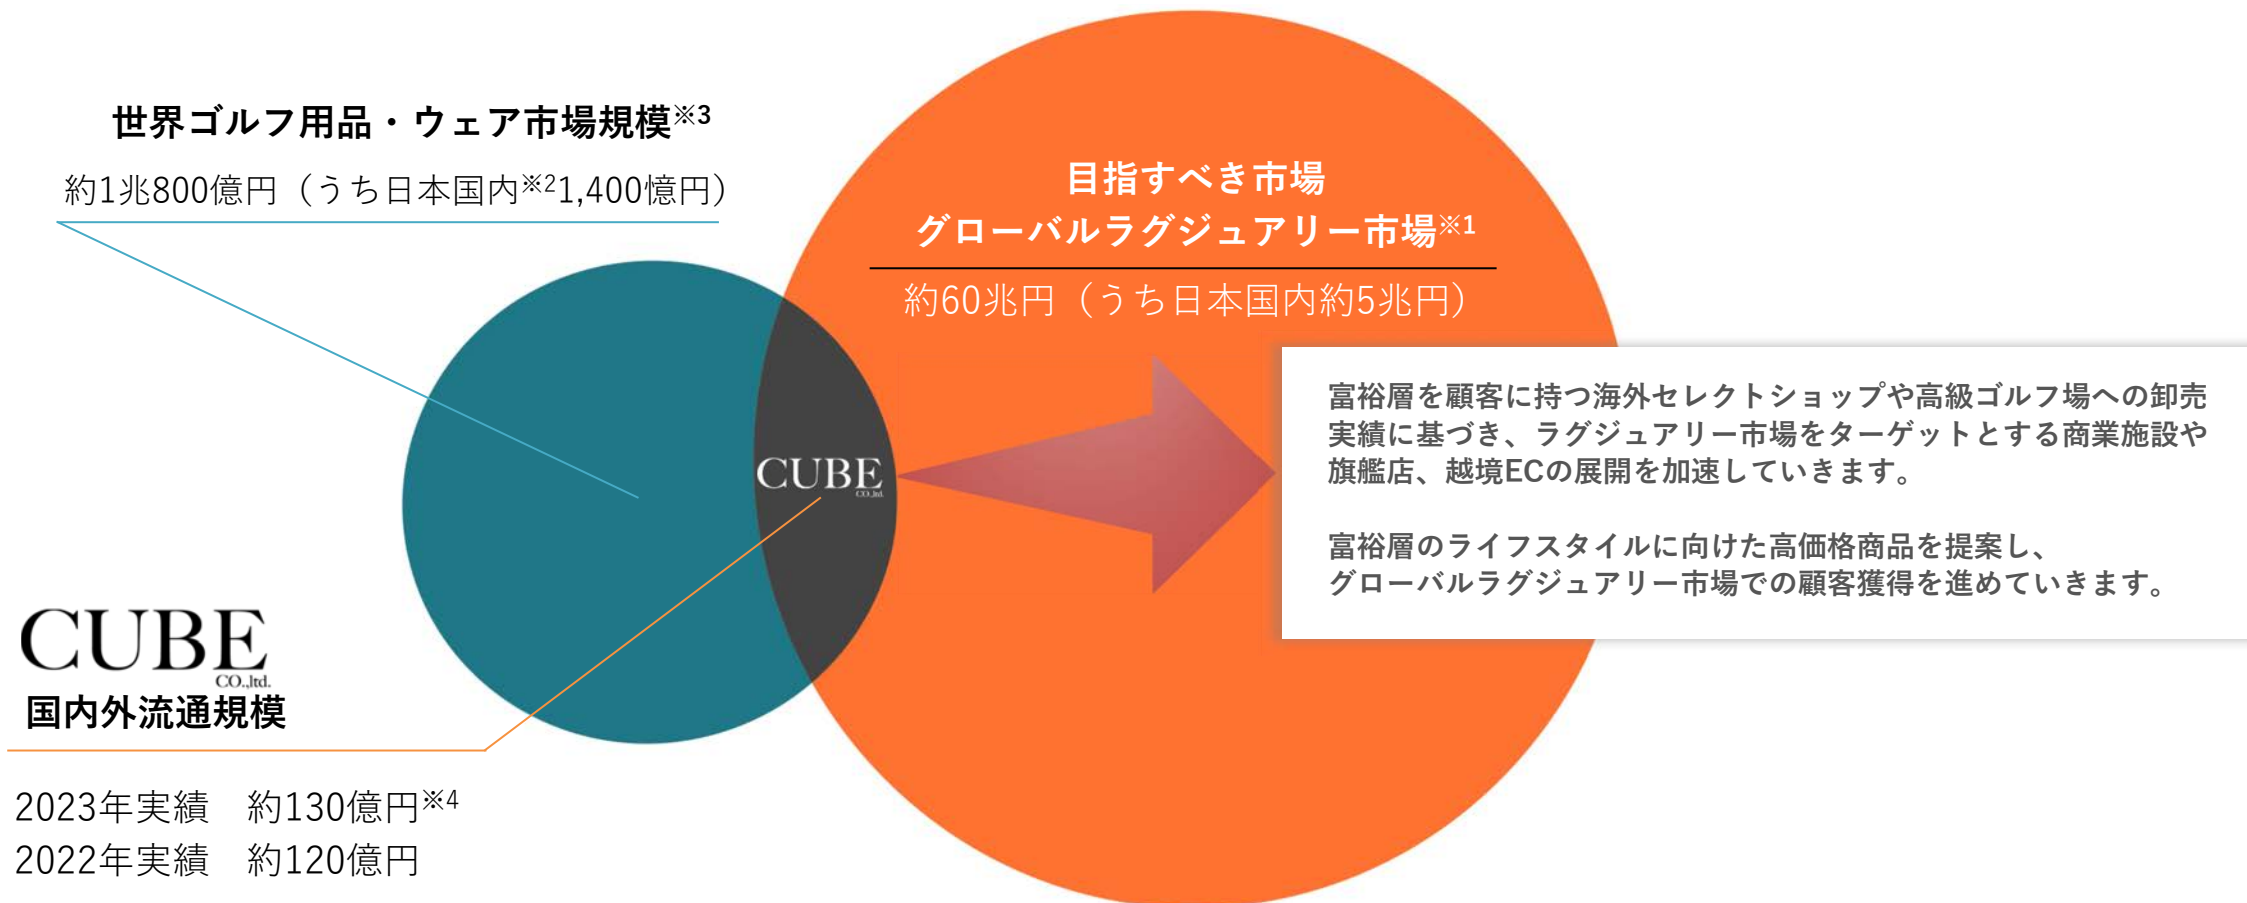 世界ゴルフ用品・ウェア市場規模※3
約1兆800億円（うち日本国内※21,400憶円）
目指すべき市場
グローバルラグジュアリー市場※1
約60兆円（うち日本国内約5兆円）
富裕層を顧客に持つ海外セレクトショップや高級ゴルフ場への卸売
実績に基づき、ラグジュアリー市場をターゲットとする商業施設や
旗艦店、越境ECの展開を加速していきます。
富裕層のライフスタイルに向けた高価格商品を提案し、
グローバルラグジュアリー市場での顧客獲得を進めていきます。
CUBE
CO.,ltd.
CUBE
CO.,ltd.
国内外流通規模
2023年実績　約130億円※4
2022年実績　約120億円